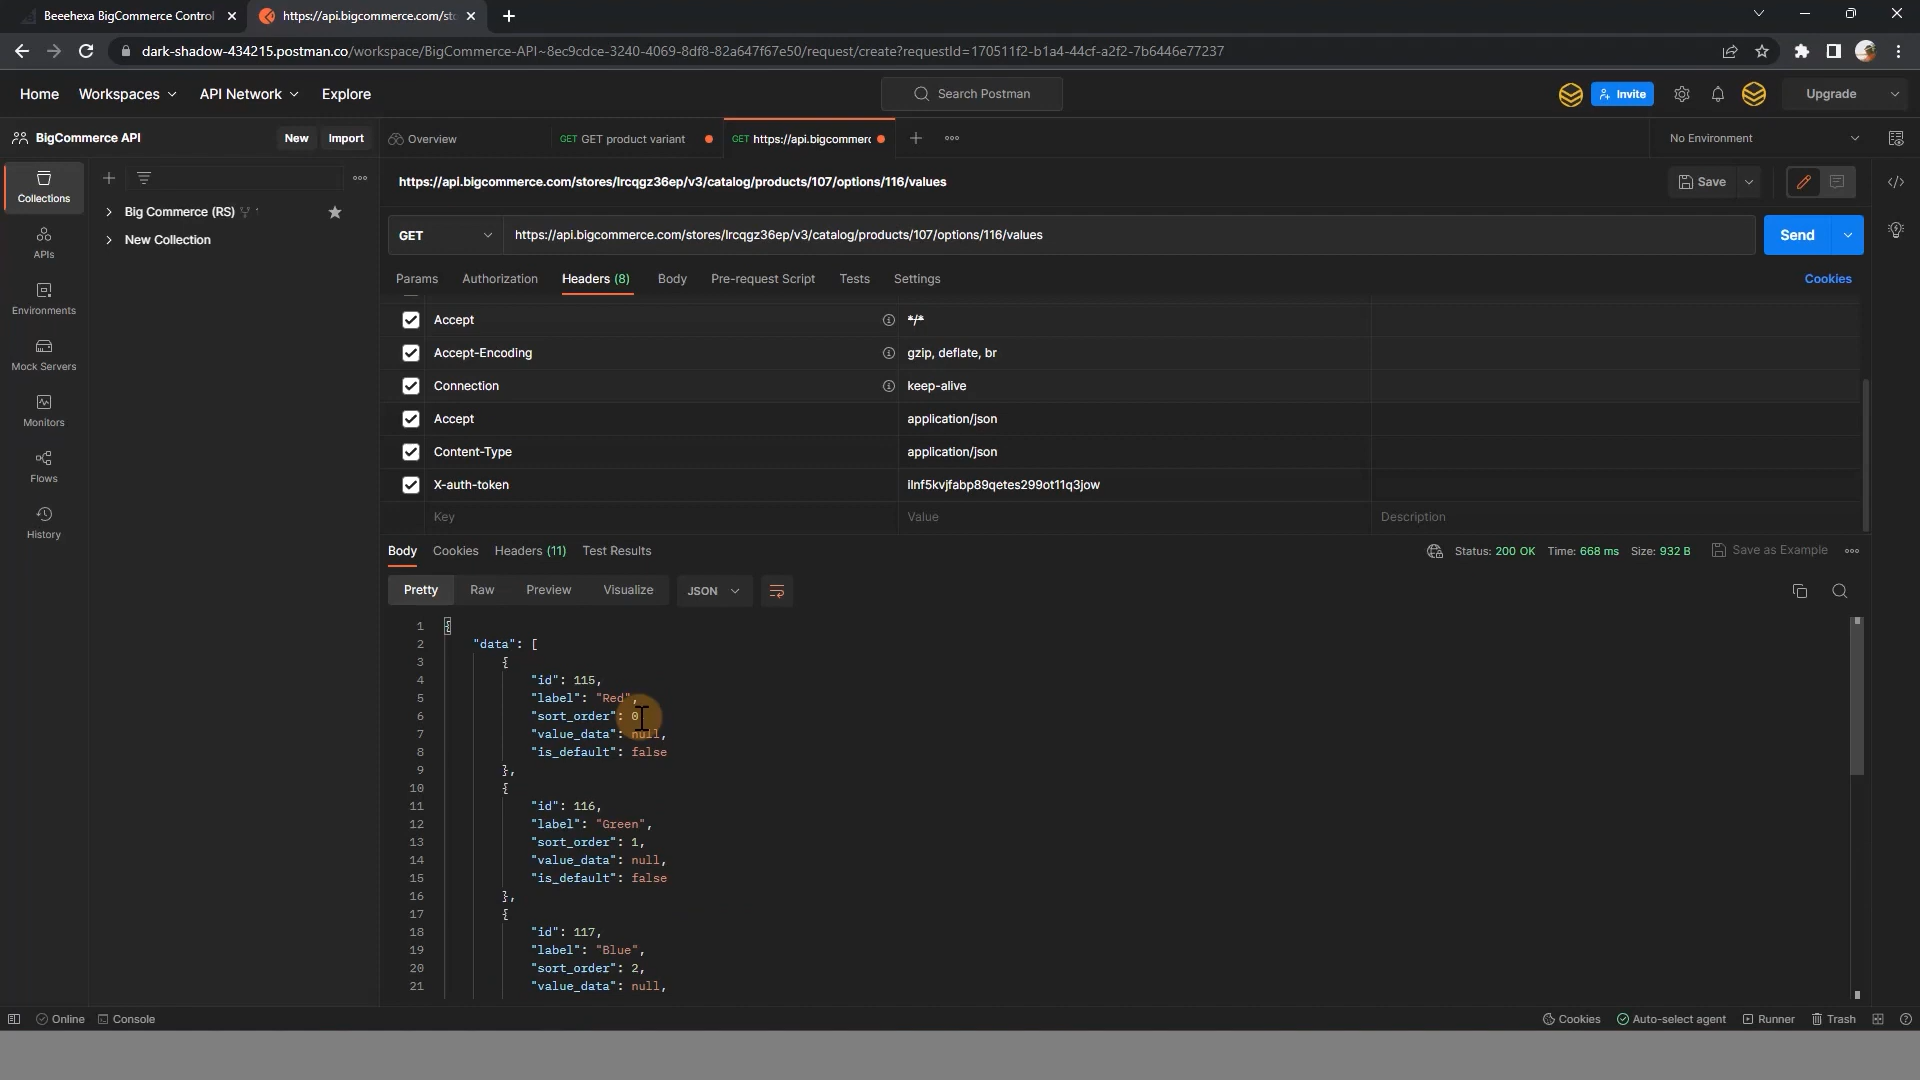 Beeehexa BigCommerce Control
https://api.bigcommerce.com/sto
dark-shadow-434215.postman.co/workspace/BigCommerce-API~8ec9cdce-3240-4069-8df8-82a647f67e50/request/create?requestId=170511f2-b1a4-44cf-a2f2-7b6446e77237
Home Workspaces API Network Explore
Search Postman
Invite
Upgrade
BigCommerce API
New Import
Overview
GET GET product variant
GET https://api.bigcommerc
No Environment
Collections
APIs
Environments
Mock Servers
Monitors
Flows
History
Big Commerce (RS)
New Collection
https://api.bigcommerce.com/stores/lrcqgz36ep/v3/catalog/products/107/options/116/values
Save
GET https://api.bigcommerce.com/stores/lrcqgz36ep/v3/catalog/products/107/options/116/values
Send
Params Authorization Headers (8) Body Pre-request Script Tests Settings
Cookies
Accept */*
Accept-Encoding gzip, deflate, br
Connection keep-alive
Accept application/json
Content-Type application/json
X-auth-token ilnf5kvjfabp89qetes299ot11q3jow
Key Value Description
Body Cookies Headers (11) Test Results
Status: 200 OK Time: 668 ms Size: 932 B Save as Example
Pretty Raw Preview Visualize JSON
1 {
2 "data": [
3 {
4 "id": 115,
5 "label": "Red",
6 "sort_order": 0
7 "value_data": null,
8 "is_default": false
9 },
10 {
11 "id": 116,
12 "label": "Green",
13 "sort_order": 1,
14 "value_data": null,
15 "is_default": false
16 },
17 {
18 "id": 117,
19 "label": "Blue",
20 "sort_order": 2,
21 "value_data": null,
Online Console
Cookies Auto-select agent Runner Trash